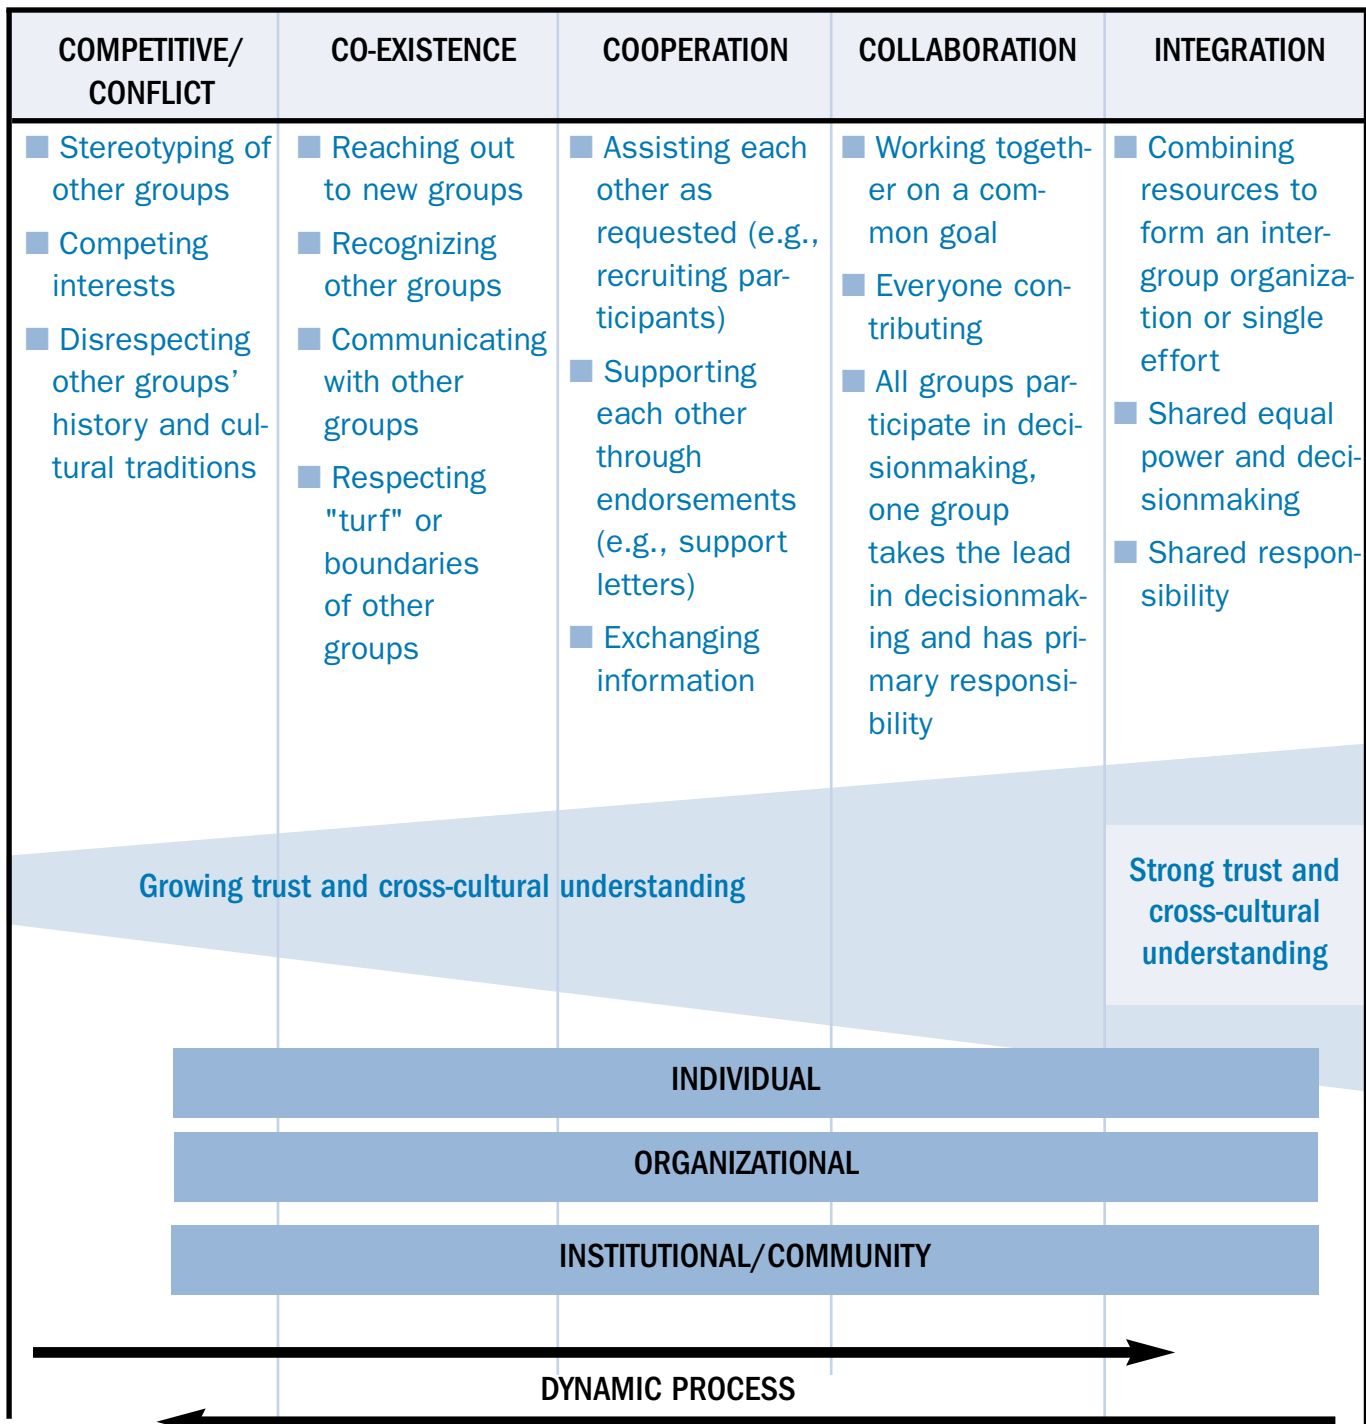 COMPETITIVE/
CONFLICT
CO-EXISTENCE
COOPERATION
COLLABORATION
INTEGRATION
■ Stereotyping of
other groups
■ Competing
interests
■ Disrespecting
other groups’
history and cul-
tural traditions
■ Reaching out
to new groups
■ Recognizing
other groups
■ Communicating
with other
groups
■ Respecting
"turf" or
boundaries
of other
groups
■ Assisting each
other as
requested (e.g.,
recruiting par-
ticipants)
■ Supporting
each other
through
endorsements
(e.g., support
letters)
■ Exchanging
information
■ Working togeth-
er on a com-
mon goal
■ Everyone con-
tributing
■ All groups par-
ticipate in deci-
sionmaking,
one group
takes the lead
in decisionmak-
ing and has pri-
mary responsi-
bility
■ Combining
resources to
form an inter-
group organiza-
tion or single
effort
■ Shared equal
power and deci-
sionmaking
■ Shared respon-
sibility
Growing trust and cross-cultural understanding
Strong trust and
cross-cultural
understanding
INDIVIDUAL
ORGANIZATIONAL
INSTITUTIONAL/COMMUNITY
DYNAMIC PROCESS